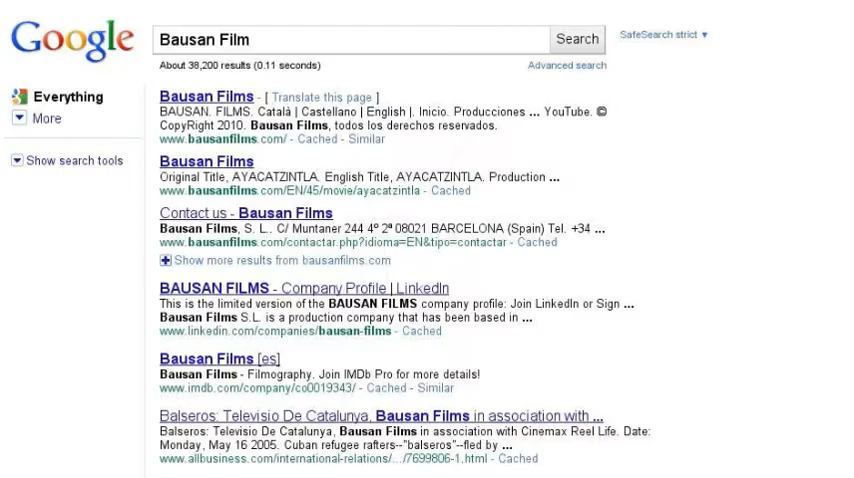 Google
Bausan Film
Search
SafeSearch strict ▼
About 38,200 results (0.11 seconds)
Advanced search
Everything
More
Show search tools
Bausan Films - [ Translate this page ]
BAUSAN. FILMS. Català | Castellano | English |. Inicio. Producciones ... YouTube. ©
CopyRight 2010. Bausan Films, todos los derechos reservados.
www.bausanfilms.com/ - Cached - Similar
Bausan Films
Original Title, AYACATZINTLA. English Title, AYACATZINTLA. Production ...
www.bausanfilms.com/EN/45/movie/ayacatzintla - Cached
Contact us - Bausan Films
Bausan Films, S. L.. C/ Muntaner 244 4º 2ª 08021 BARCELONA (Spain) Tel. +34 ...
www.bausanfilms.com/contactar.php?idioma=EN&tipo=contactar - Cached
Show more results from bausanfilms.com
BAUSAN FILMS - Company Profile | LinkedIn
This is the limited version of the BAUSAN FILMS company profile: Join LinkedIn or Sign ...
Bausan Films S.L. is a production company that has been based in ...
www.linkedin.com/companies/bausan-films - Cached
Bausan Films [es]
Bausan Films - Filmography. Join IMDb Pro for more details!
www.imdb.com/company/co0019343/ - Cached - Similar
Balseros: Televisio De Catalunya, Bausan Films in association with ...
Balseros: Televisio De Catalunya, Bausan Films in association with Cinemax Reel Life. Date:
Monday, May 16 2005. Cuban refugee rafters--"balseros"--fled by ...
www.allbusiness.com/international-relations/.../7699806-1.html - Cached